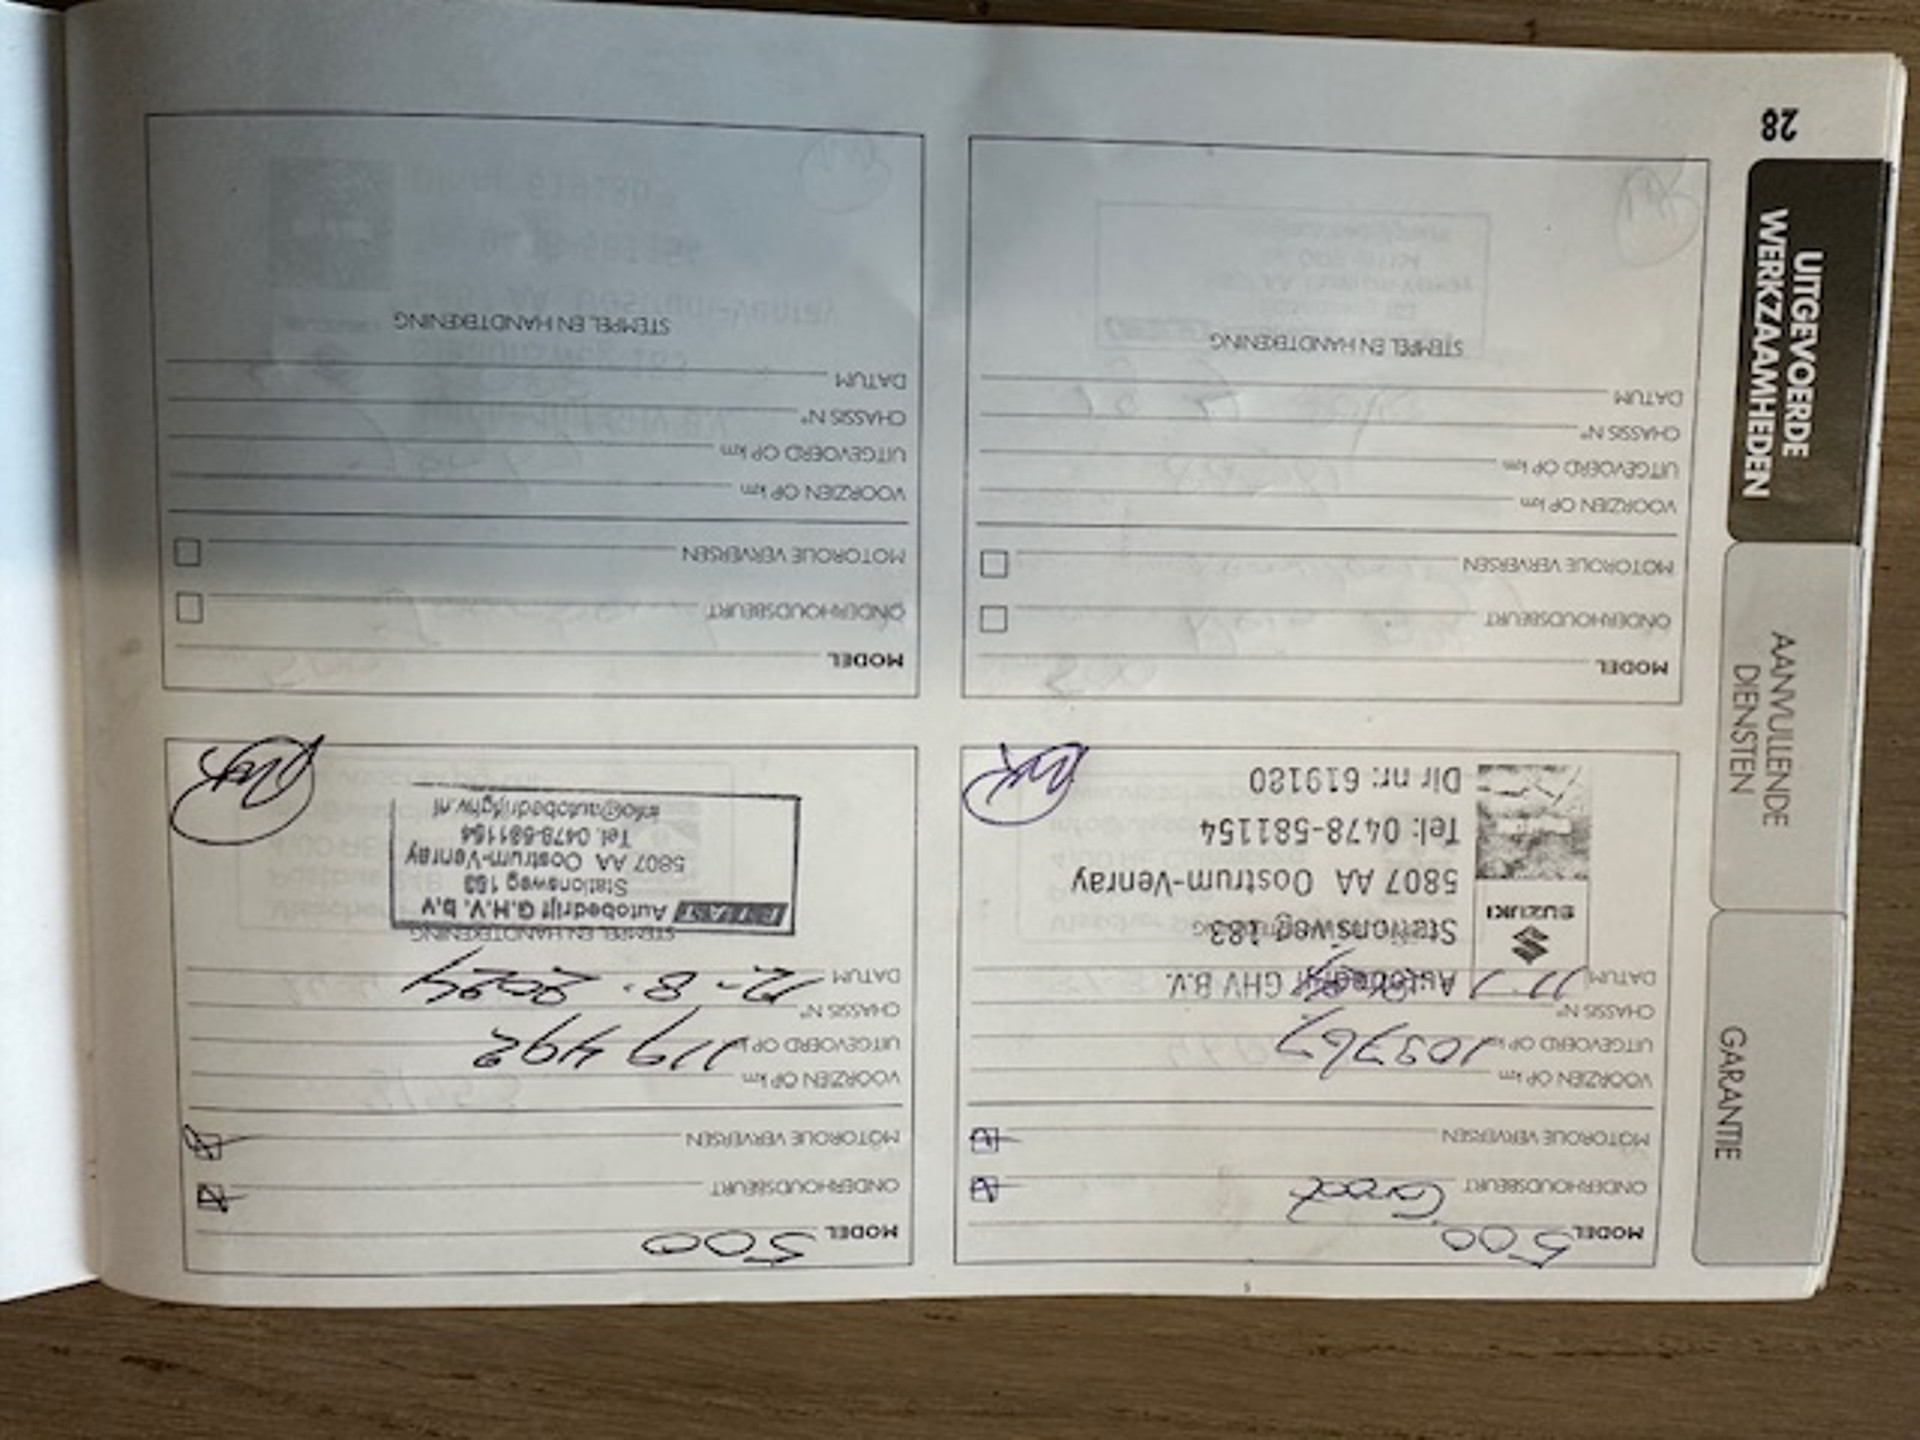 28
UITGEVOERDE
WERKZAAMHEDEN
AANVULLENDE
DIENSTEN
GARANTIE
MODEL 500
ONDERHOUDSBEURT Groot
MOTOROLIE VERVERSEN
VOORZIEN OP km
UITGEVOERD OP km 103767
CHASSIS N°
DATUM
Autobedrijf GHV B.V.
SUZUKI
Stationsweg 183
5807 AA Oostrum-Venray
Tel: 0478-581154
Dlr nr: 619180
MODEL 500
ONDERHOUDSBEURT
MOTOROLIE VERVERSEN
VOORZIEN OP km
UITGEVOERD OP km 119492
CHASSIS N°
DATUM 12-8-2024
STEMPEL EN HANDTEKENING
FIAT Autobedrijf G.H.V. b.v
Stationsweg 183
5807 AA Oostrum-Venray
Tel. 0478-581154
info@autobedrijfghv.nl
MODEL
ONDERHOUDSBEURT
MOTOROLIE VERVERSEN
VOORZIEN OP km
UITGEVOERD OP km
CHASSIS N°
DATUM
STEMPEL EN HANDTEKENING
MODEL
ONDERHOUDSBEURT
MOTOROLIE VERVERSEN
VOORZIEN OP km
UITGEVOERD OP km
CHASSIS N°
DATUM
STEMPEL EN HANDTEKENING